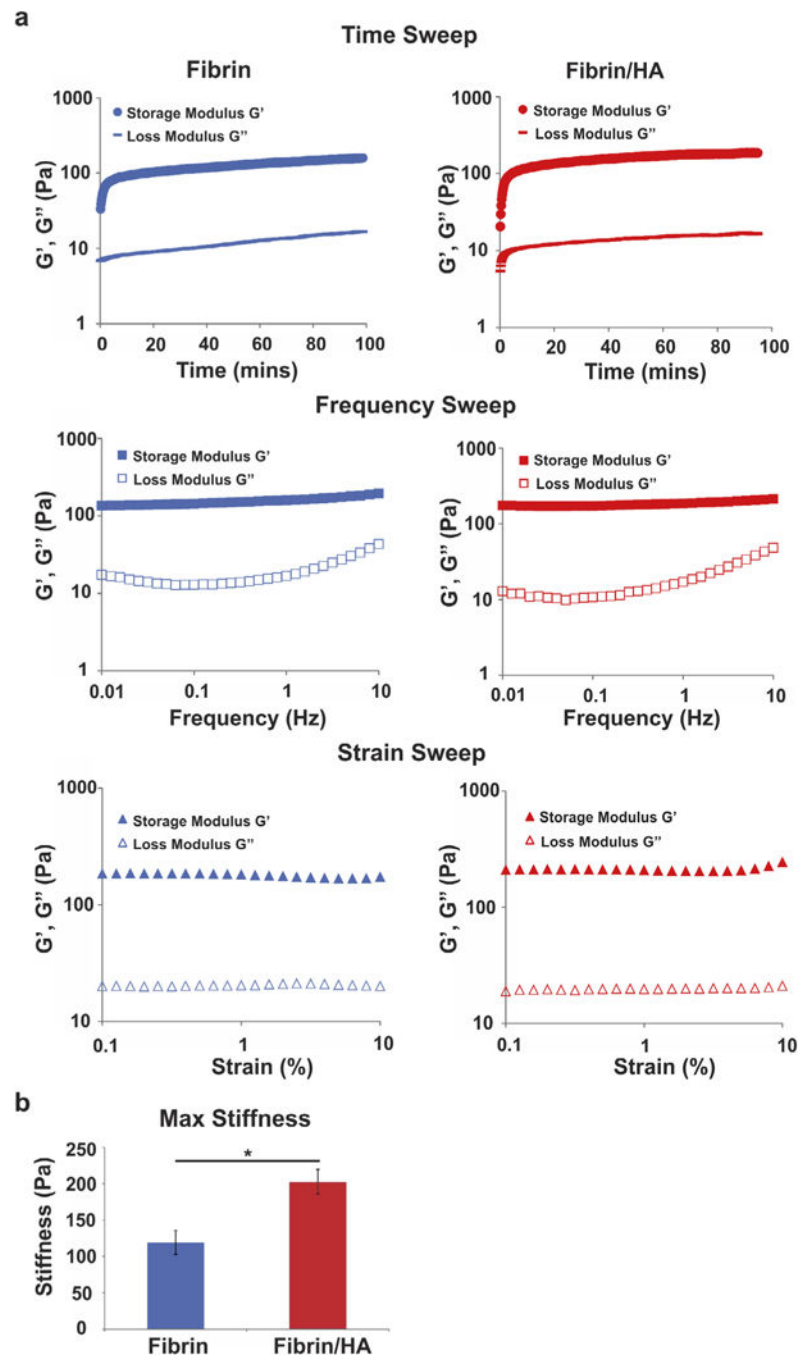 a
Time Sweep
Fibrin
Fibrin/HA
1000
100
10
1
G’, G’’ (Pa)
Storage Modulus G’
Loss Modulus G’’
0 20 40 60 80 100
Time (mins)
1000
100
10
1
G’, G’’ (Pa)
Storage Modulus G’
Loss Modulus G’’
0 20 40 60 80 100
Time (mins)
Frequency Sweep
1000
100
10
1
G’, G’’ (Pa)
Storage Modulus G’
Loss Modulus G’’
0.01 0.1 1 10
Frequency (Hz)
1000
100
10
1
G’, G’’ (Pa)
Storage Modulus G’
Loss Modulus G’’
0.01 0.1 1 10
Frequency (Hz)
Strain Sweep
1000
100
10
G’, G’’ (Pa)
Storage Modulus G’
Loss Modulus G’’
0.1 1 10
Strain (%)
1000
100
10
G’, G’’ (Pa)
Storage Modulus G’
Loss Modulus G’’
0.1 1 10
Strain (%)
b
Max Stiffness
250
200
150
100
50
0
Stiffness (Pa)
*
Fibrin Fibrin/HA